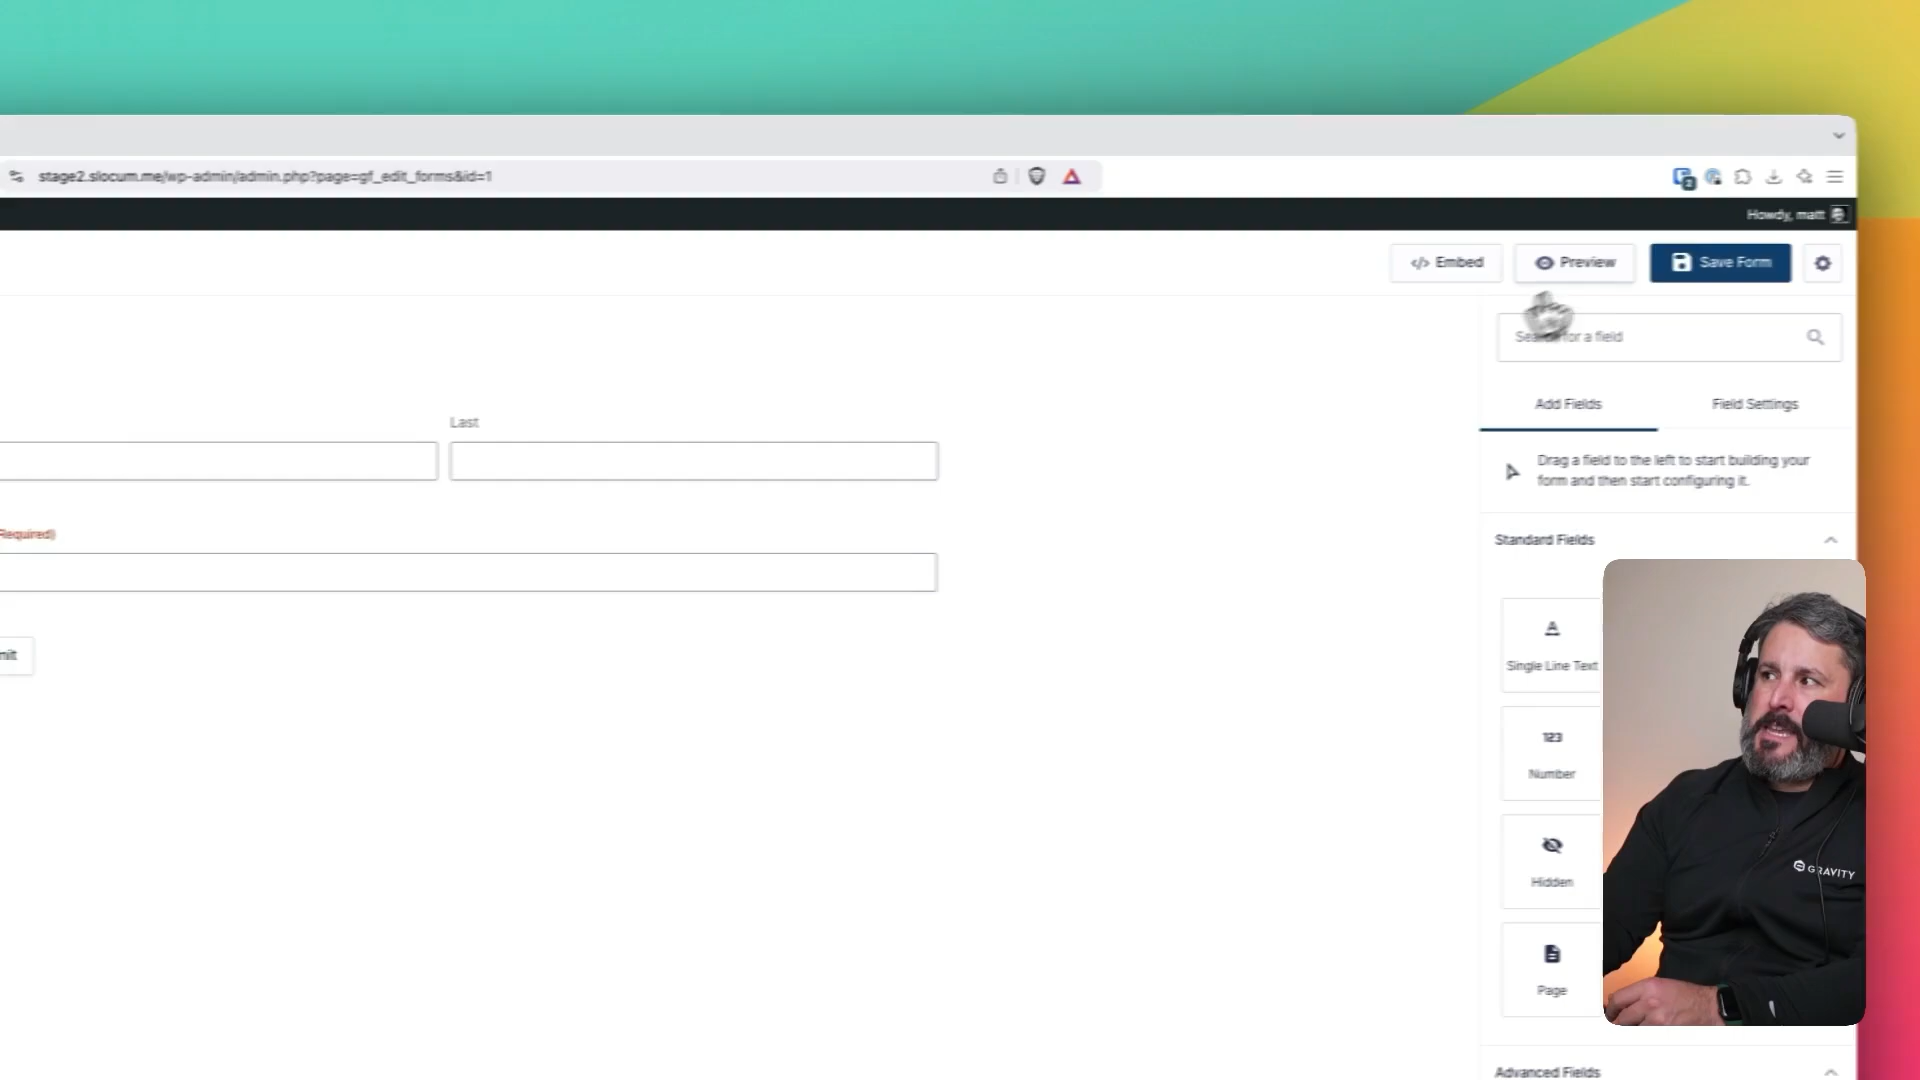 stage2.slocum.me/wp-admin/admin.php?page=gf_edit_forms&id=1
2
Howdy, matt
</> Embed
Preview
Save Form
Search for a field
Add Fields
Field Settings
Last
Drag a field to the left to start building your
form and then start configuring it.
Required)
Standard Fields
A
Single Line Text
mit
123
Number
Hidden
GRAVITY
Page
Advanced Fields